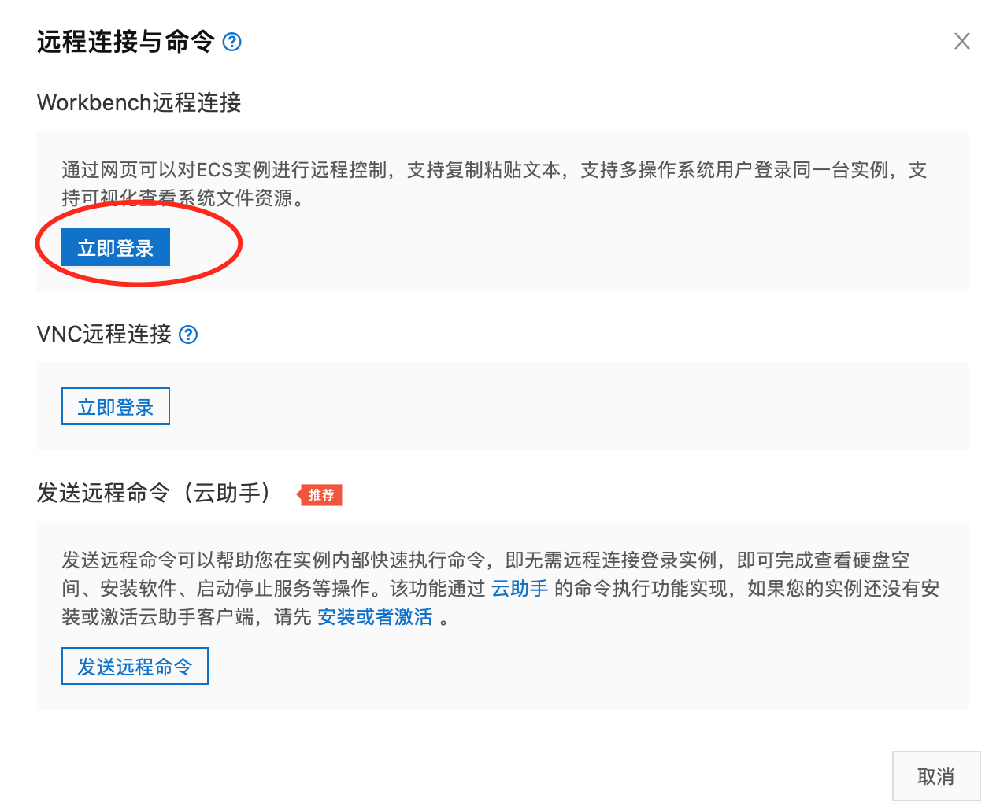 远程连接与命令 ?
X
Workbench远程连接
通过网页可以对ECS实例进行远程控制，支持复制粘贴文本，支持多操作系统用户登录同一台实例，支
持可视化查看系统文件资源。
立即登录
VNC远程连接 ?
立即登录
发送远程命令（云助手） 推荐
发送远程命令可以帮助您在实例内部快速执行命令，即无需远程连接登录实例，即可完成查看硬盘空
间、安装软件、启动停止服务等操作。该功能通过 云助手 的命令执行功能实现，如果您的实例还没有安
装或激活云助手客户端，请先 安装或者激活 。
发送远程命令
取消